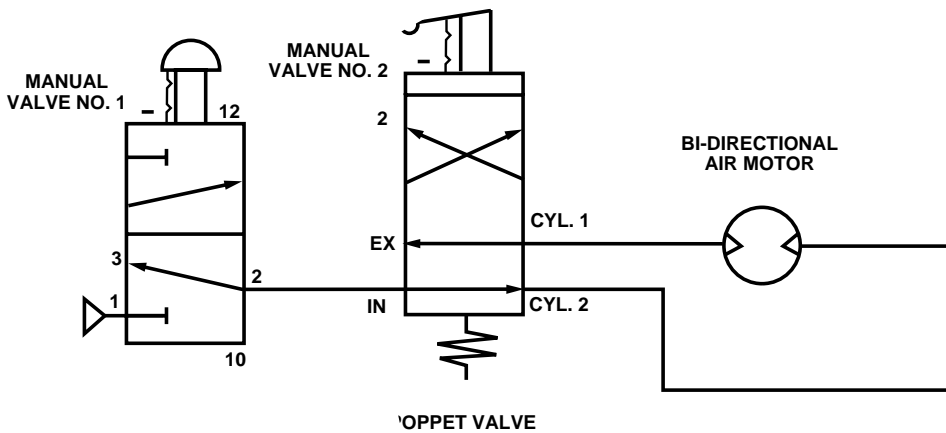 MANUAL
VALVE NO. 1
12
3
2
1
10
MANUAL
VALVE NO. 2
2
EX
IN
CYL. 1
CYL. 2
BI-DIRECTIONAL
AIR MOTOR
VALVE